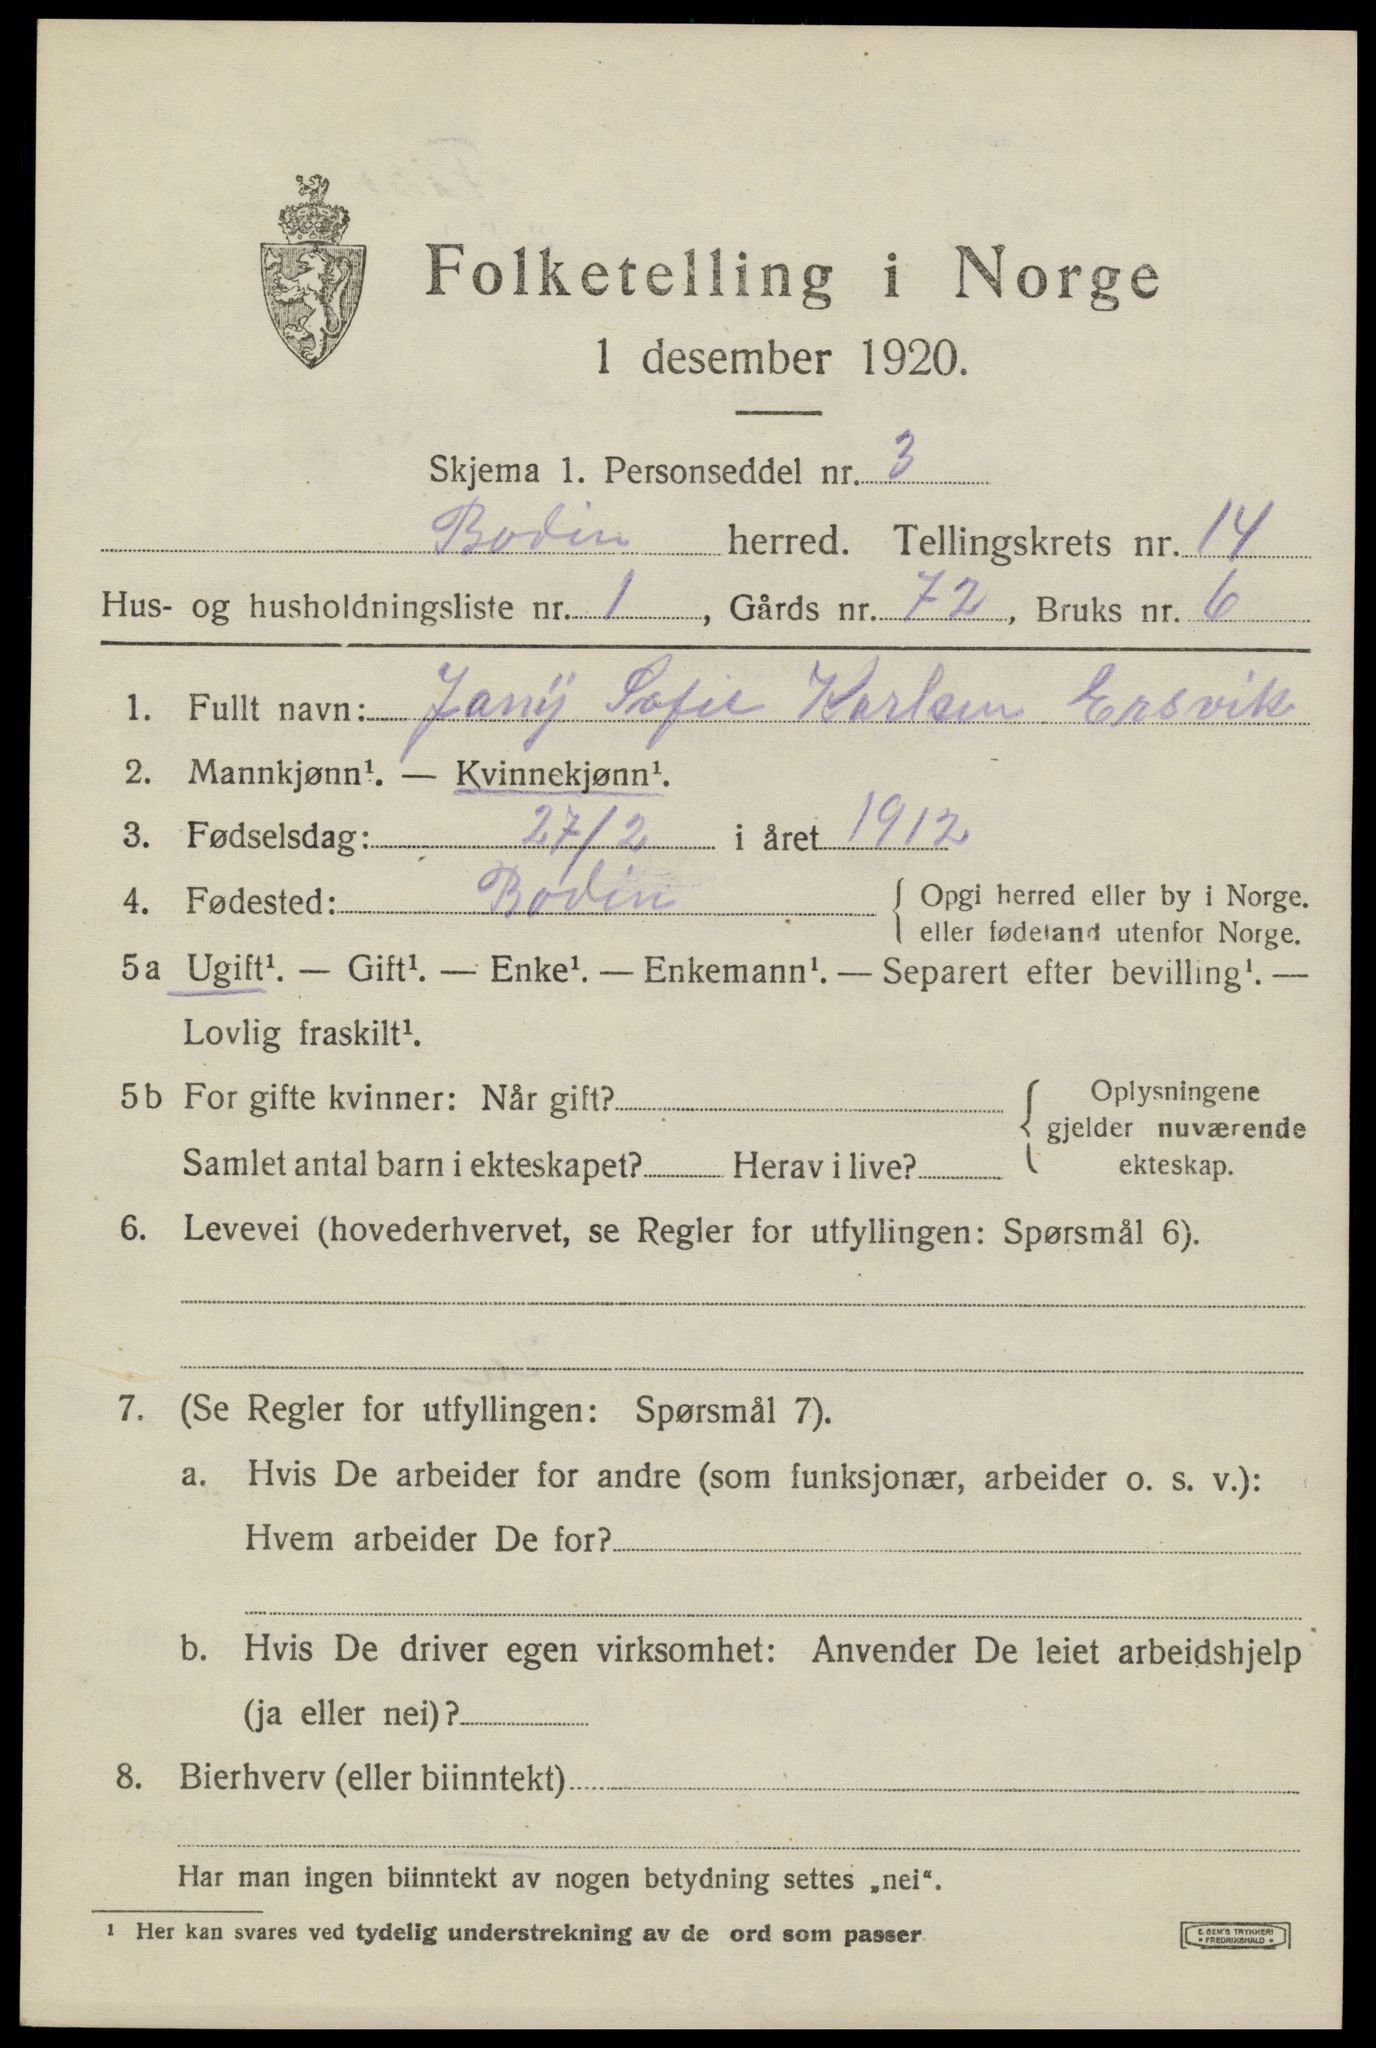 Folketelling i Norge
1 desember 1920.
Skjema 1. Personseddel nr. 3
Bodin herred. Tellingskrets nr. 14
Hus- og husholdningsliste nr. 1, Gårds nr. 72, Bruks nr. 6
1. Fullt navn: Janÿ Sofie Karlsen Ersvik
2. Mannkjønn¹. — Kvinnekjønn¹.
3. Fødselsdag: 27/2 i året 1912
4. Fødested: Bodin { Opgi herred eller by i Norge.
eller fødeland utenfor Norge.
5a Ugift¹. — Gift¹. — Enke¹. — Enkemann¹. — Separert efter bevilling¹. —
Lovlig fraskilt¹.
5b For gifte kvinner: Når gift? { Oplysningene
gjelder nuværende
Samlet antal barn i ekteskapet? Herav i live? ekteskap.
6. Levevei (hovederhvervet, se Regler for utfyllingen: Spørsmål 6).
7. (Se Regler for utfyllingen: Spørsmål 7).
a. Hvis De arbeider for andre (som funksjonær, arbeider o. s. v.):
Hvem arbeider De for?
b. Hvis De driver egen virksomhet: Anvender De leiet arbeidshjelp
(ja eller nei)?
8. Bierhverv (eller biinntekt)
Har man ingen biinntekt av nogen betydning settes „nei“.
¹ Her kan svares ved tydelig understrekning av de ord som passer
E. SEM'S TRYKKERI
• FREDRIKSHALD •